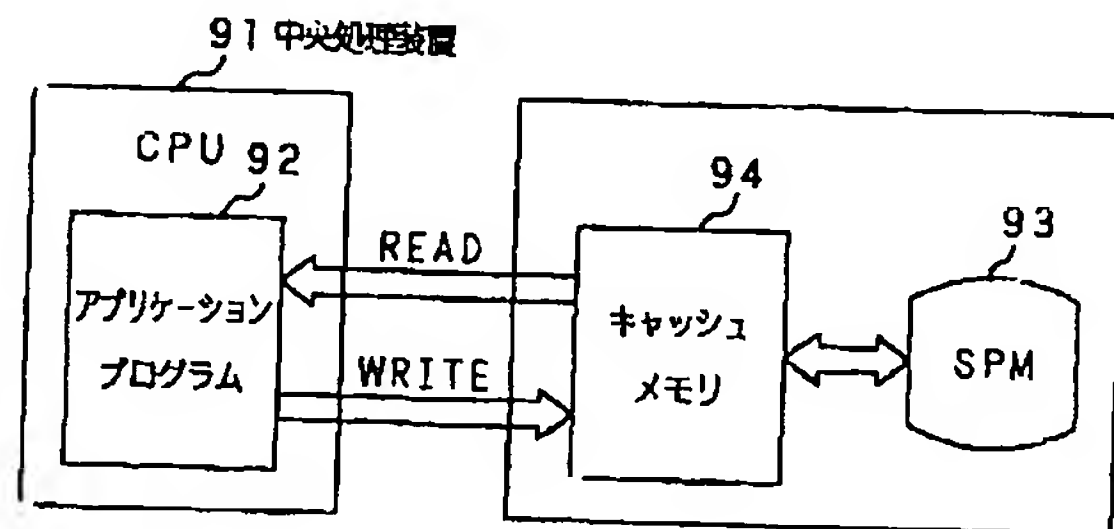 91 中央処理装置
CPU
92
アプリケーション
プログラム
READ
WRITE
94
キャッシュ
メモリ
93
SPM